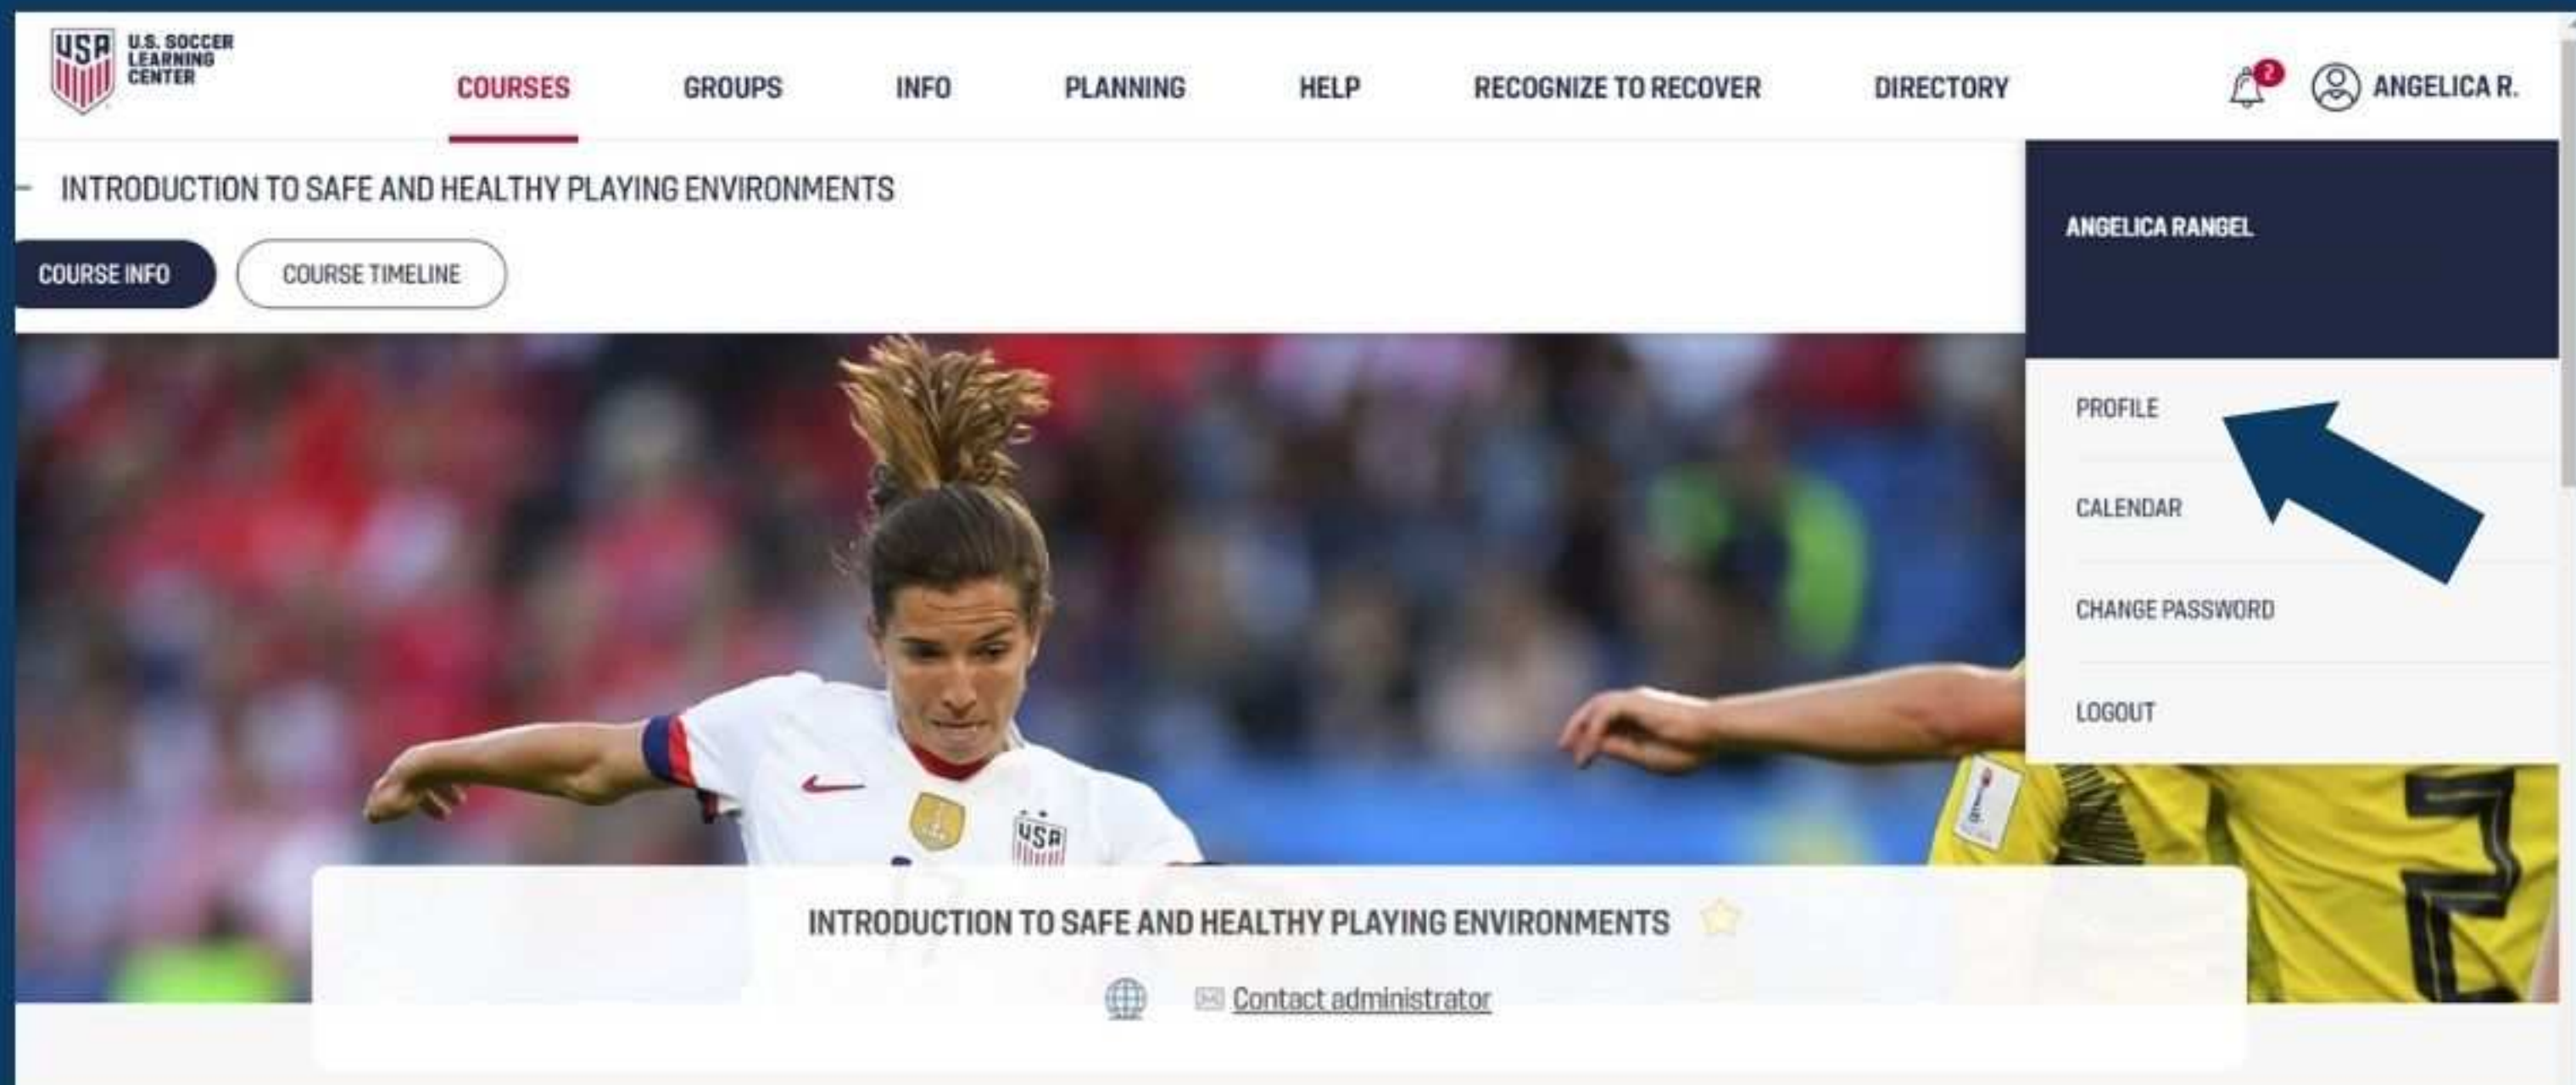 USA
U.S. SOCCER
LEARNING
CENTER
COURSES
GROUPS
INFO
PLANNING
HELP
RECOGNIZE TO RECOVER
DIRECTORY
2
ANGELICA R.
INTRODUCTION TO SAFE AND HEALTHY PLAYING ENVIRONMENTS
COURSE INFO
COURSE TIMELINE
ANGELICA RANGEL
PROFILE
CALENDAR
CHANGE PASSWORD
LOGOUT
USA
2
INTRODUCTION TO SAFE AND HEALTHY PLAYING ENVIRONMENTS
Contact administrator